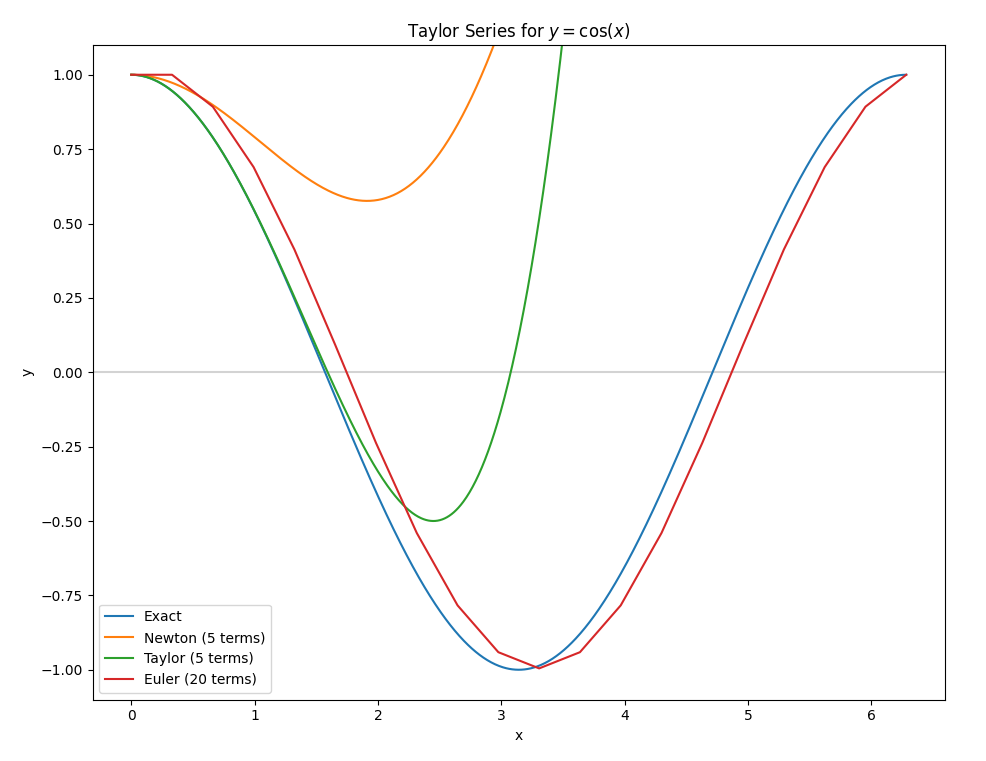 Taylor Series for y = cos(x)
1.00
0.75
0.50
0.25
0.00
−0.25
−0.50
−0.75
−1.00
y
Exact
Newton (5 terms)
Taylor (5 terms)
Euler (20 terms)
0 1 2 3 4 5 6
x